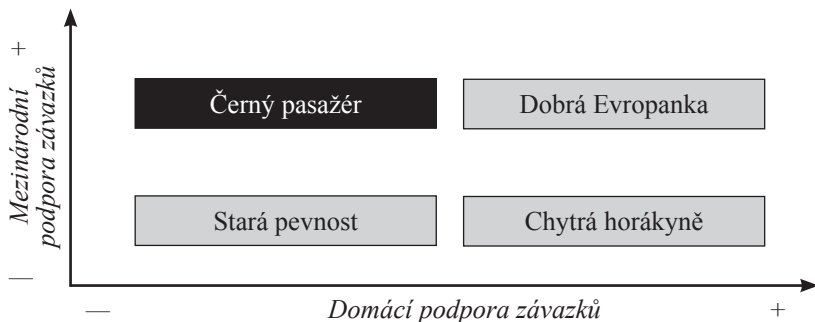 +
Mezinárodní
podpora závazků
—
Černý pasažér
Dobrá Evropanka
Stará pevnost
Chytrá horákyně
—
Domácí podpora závazků
+